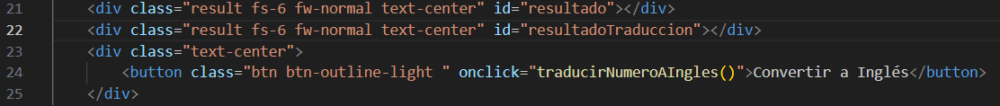 21 <div class="result fs-6 fw-normal text-center" id="resultado"></div>
22 <div class="result fs-6 fw-normal text-center" id="resultadoTraduccion"></div>
23 <div class="text-center">
24 <button class="btn btn-outline-light " onclick="traducirNumeroAIngles()">Convertir a Inglés</button>
25 </div>